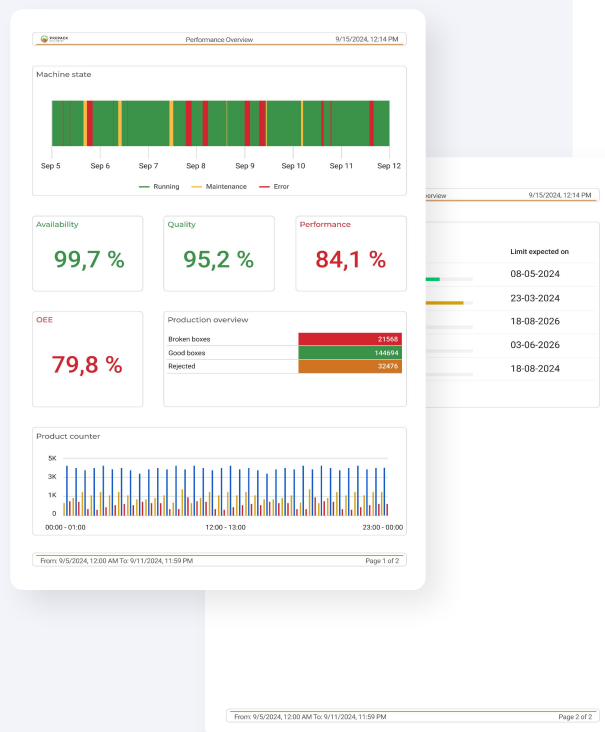 PREPACK
Performance Overview
9/15/2024, 12:14 PM
Machine state
Sep 5 Sep 6 Sep 7 Sep 8 Sep 9 Sep 10 Sep 11 Sep 12
Running Maintenance Error
Availability
99,7 %
Quality
95,2 %
Performance
84,1 %
OEE
79,8 %
Production overview
Broken boxes 21568
Good boxes 144694
Rejected 32476
Product counter
5K
3K
1K
0
00:00 - 01:00 12:00 - 13:00 23:00 - 00:00
From: 9/5/2024, 12:00 AM To: 9/11/2024, 11:59 PM
Page 1 of 2
erview
9/15/2024, 12:14 PM
Limit expected on
08-05-2024
23-03-2024
18-08-2026
03-06-2026
18-08-2024
From: 9/5/2024, 12:00 AM To: 9/11/2024, 11:59 PM
Page 2 of 2